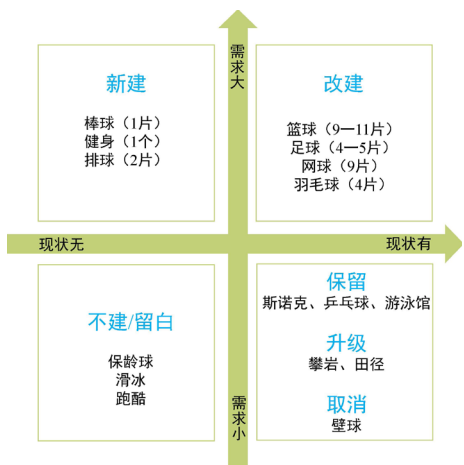 需求大
新建
棒球（1片）
健身（1个）
排球（2片）
改建
篮球（9一11片）
足球（4一5片）
网球（9片）
羽毛球（4片）
现状无
现状有
不建/留白
保龄球
滑冰
跑酷
保留
斯诺克、乒乓球、游泳馆
升级
攀岩、田径
取消
壁球
需求小